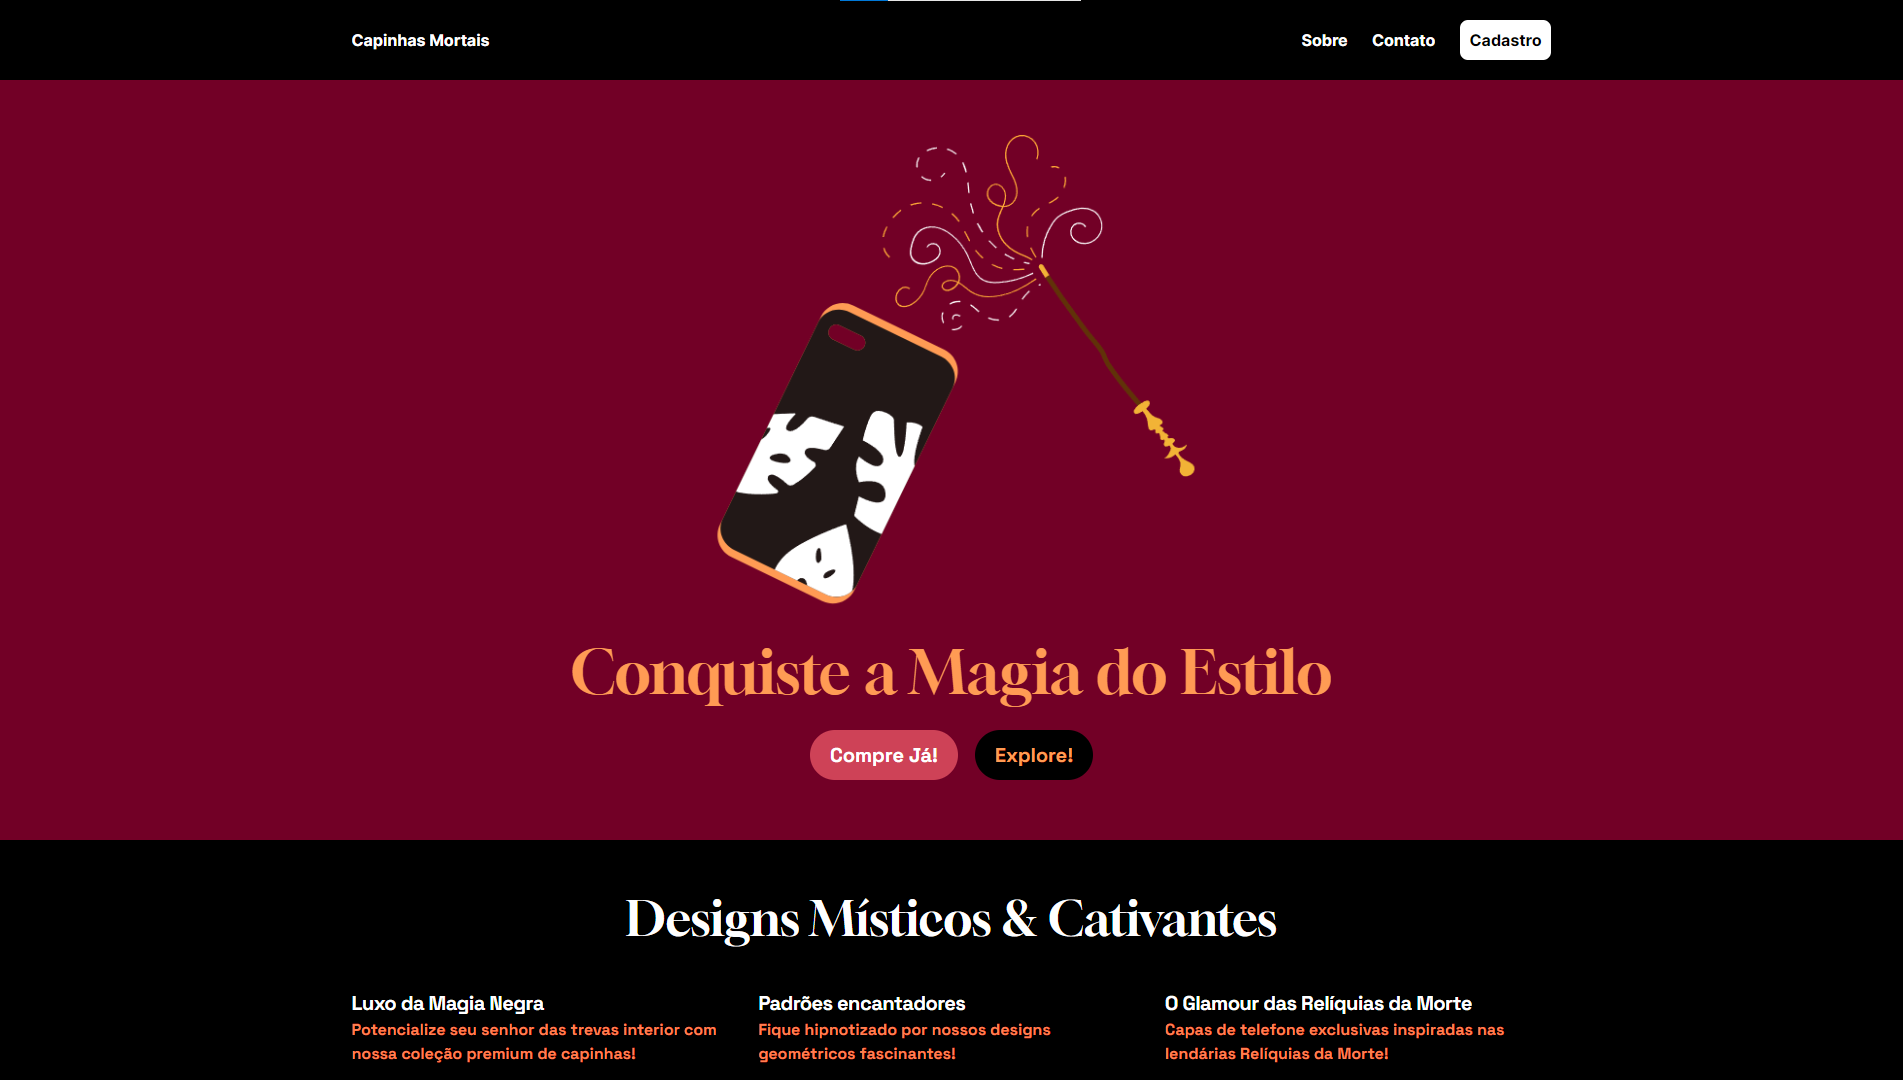 Capinhas Mortais
Sobre
Contato
Cadastro
Conquiste a Magia do Estilo
Compre Já!
Explore!
Designs Místicos & Cativantes
Luxo da Magia Negra
Potencialize seu senhor das trevas interior com
nossa coleção premium de capinhas!
Padrões encantadores
Fique hipnotizado por nossos designs
geométricos fascinantes!
O Glamour das Relíquias da Morte
Capas de telefone exclusivas inspiradas nas
lendárias Relíquias da Morte!